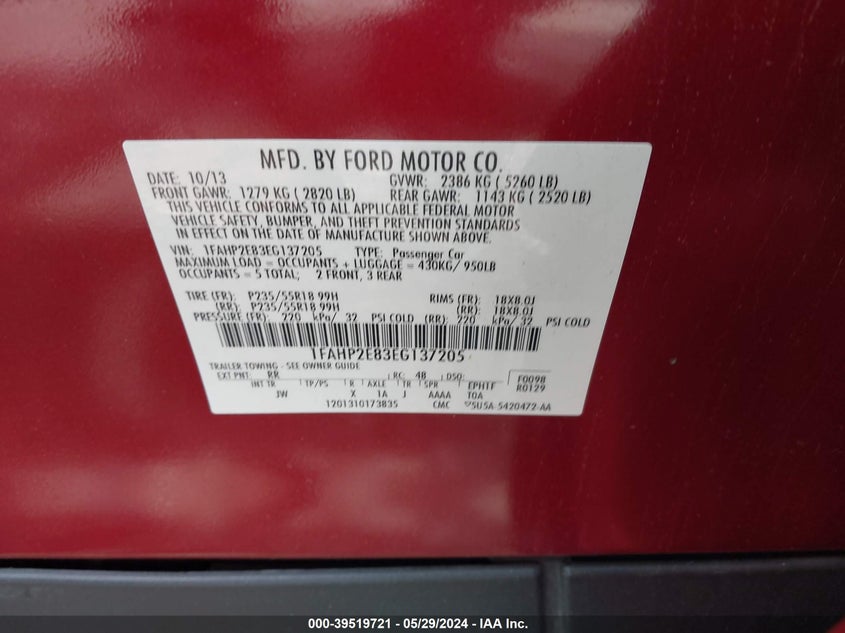 MFD. BY FORD MOTOR CO.
DATE: 10/13 GVWR: 2386 KG ( 5260 LB)
FRONT GAWR: 1279 KG ( 2820 LB) REAR GAWR: 1143 KG ( 2520 LB)
THIS VEHICLE CONFORMS TO ALL APPLICABLE FEDERAL MOTOR
VEHICLE SAFETY, BUMPER, AND THEFT PREVENTION STANDARDS
IN EFFECT ON THE DATE OF MANUFACTURE SHOWN ABOVE.
VIN: 1FAHP2E83EG137205 TYPE: Passenger Car
MAXIMUM LOAD = OCCUPANTS + LUGGAGE = 430KG/ 950LB
OCCUPANTS = 5 TOTAL; 2 FRONT, 3 REAR
TIRE (FR): P235/55R18 99H RIMS (FR): 18X8.0J
(RR): P235/55R18 99H (RR): 18X8.0J
PRESSURE (FR): 220 kPa/ 32 PSI COLD (RR): 220 kPa/ 32 PSI COLD
1FAHP2E83EG137205
TRAILER TOWING - SEE OWNER GUIDE
EXT PNT: RR RC: 48 DSO: F0098
R0129
INT TR TP/PS R AXLE TR SPR EPHTF
JW X 1A J AAAA TOA
1201310173835 CMC 5U5A-5420472-AA
000-39519721 - 05/29/2024 - IAA Inc.